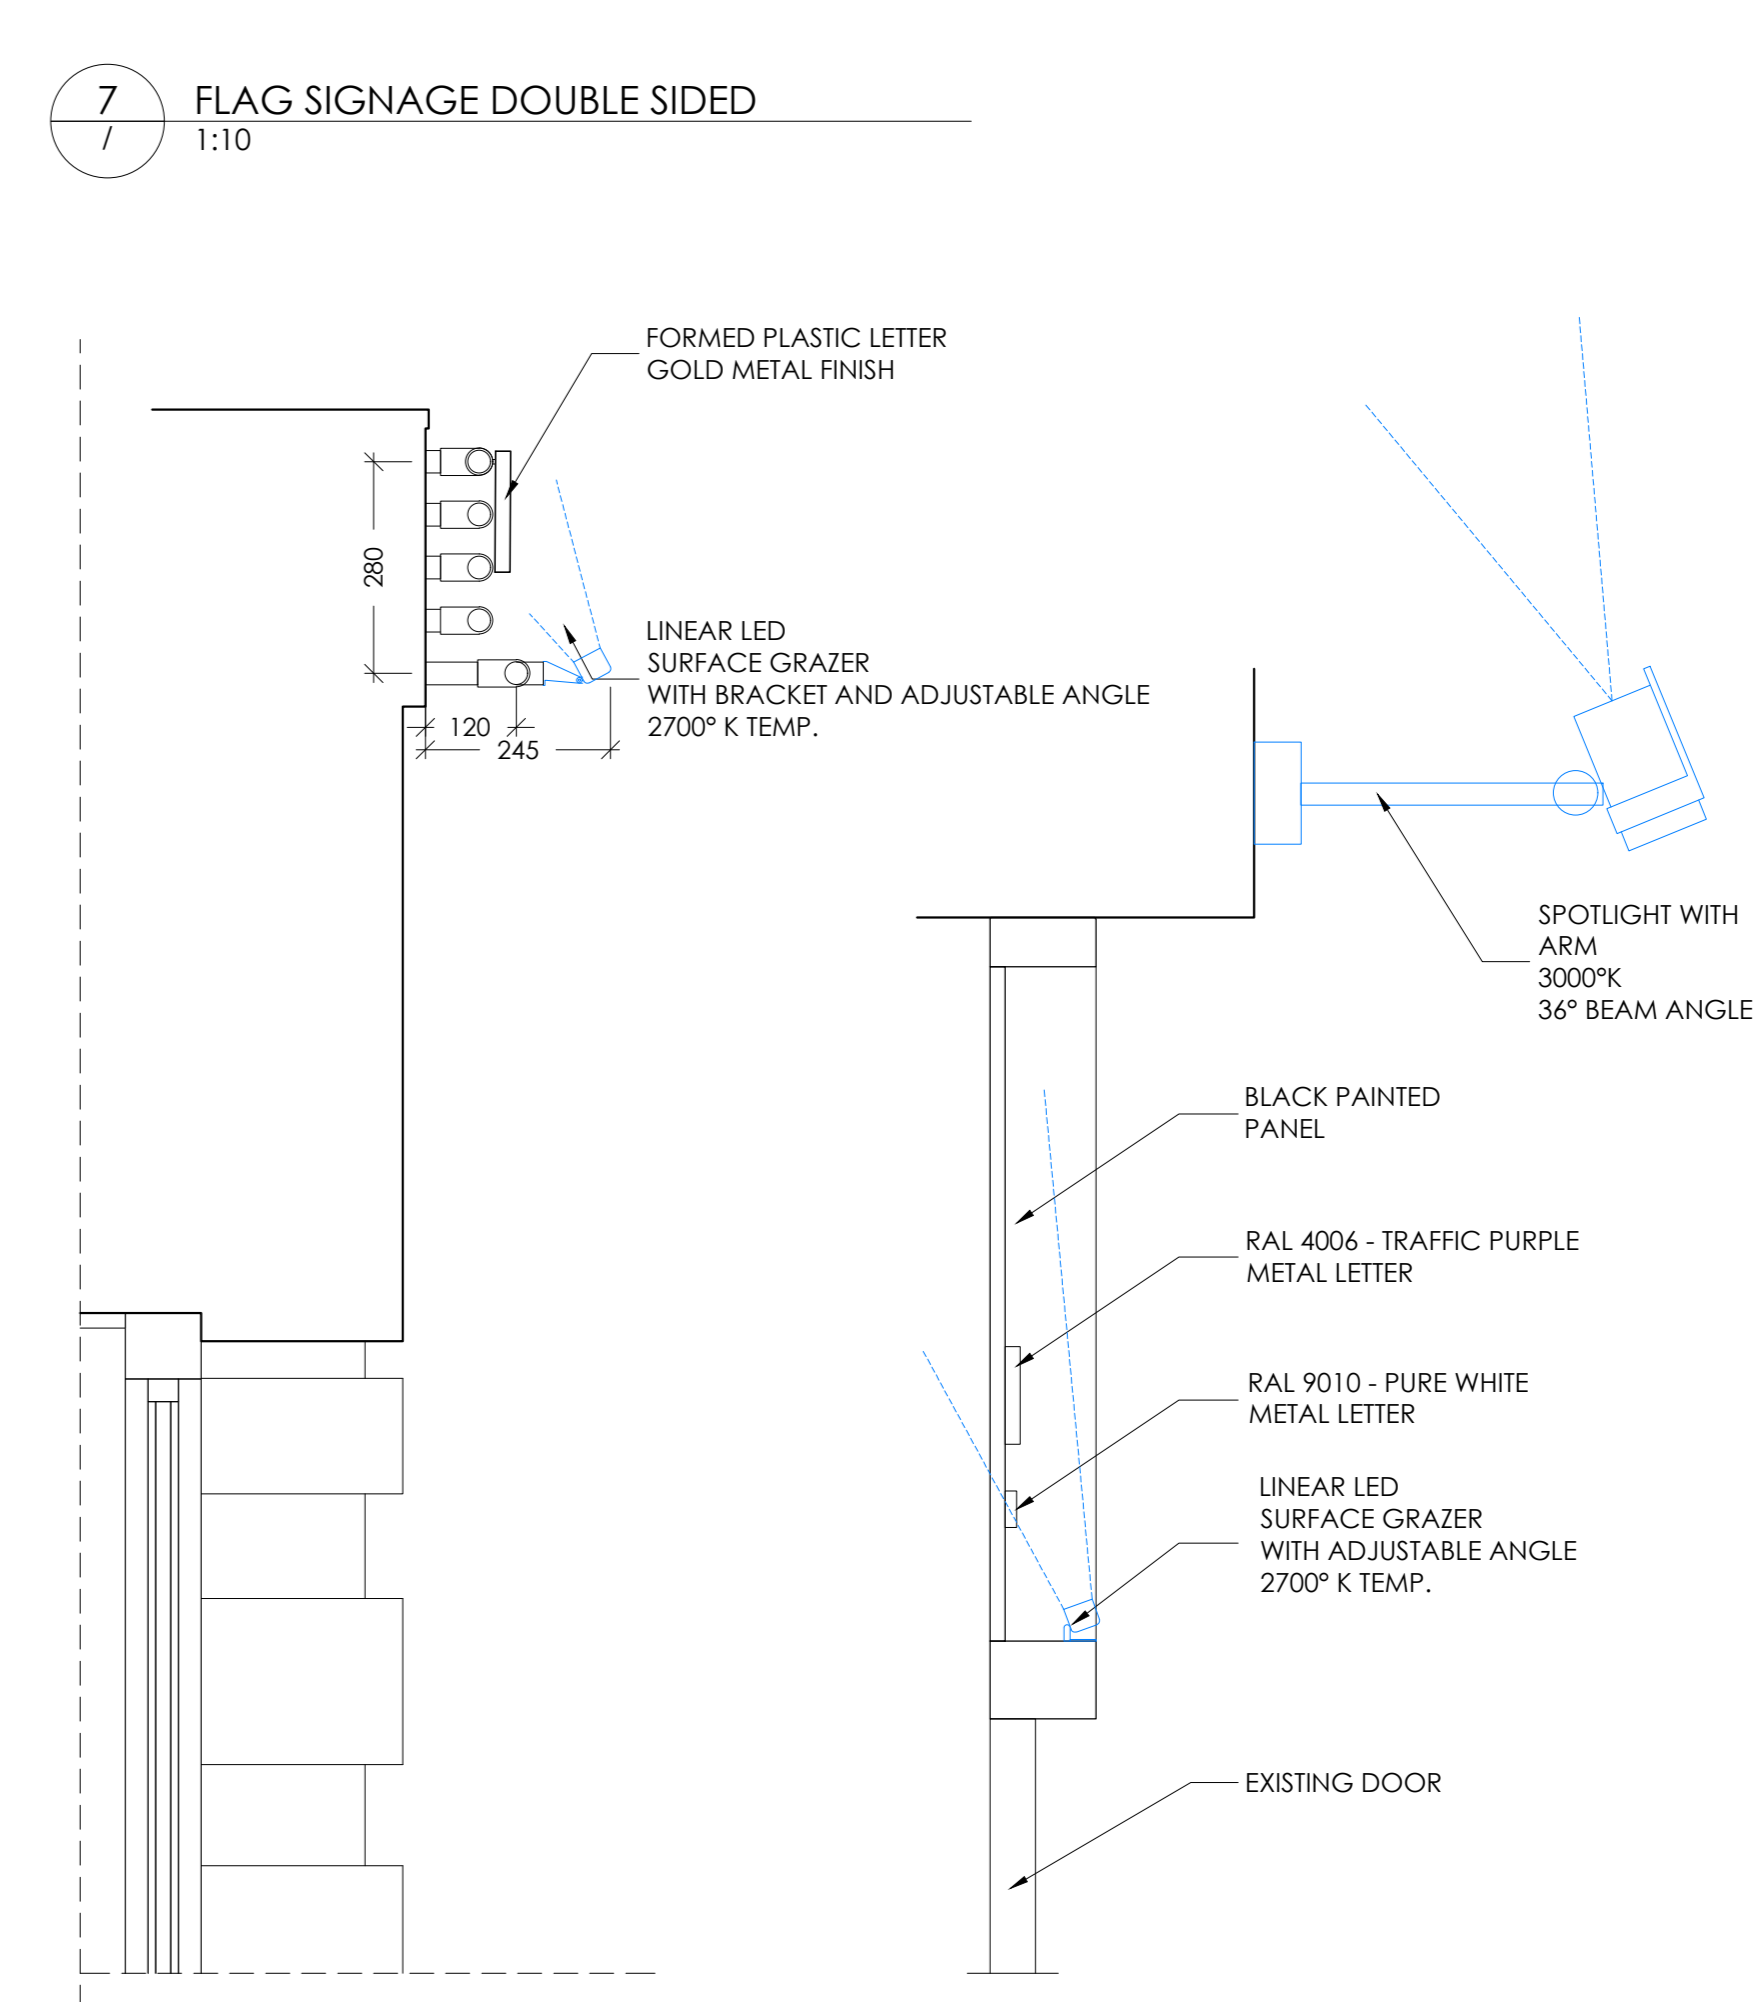 7
/
FLAG SIGNAGE DOUBLE SIDED
1:10
FORMED PLASTIC LETTER
GOLD METAL FINISH
280
LINEAR LED
SURFACE GRAZER
WITH BRACKET AND ADJUSTABLE ANGLE
2700° K TEMP.
120
245
SPOTLIGHT WITH
ARM
3000°K
36° BEAM ANGLE
BLACK PAINTED
PANEL
RAL 4006 - TRAFFIC PURPLE
METAL LETTER
RAL 9010 - PURE WHITE
METAL LETTER
LINEAR LED
SURFACE GRAZER
WITH ADJUSTABLE ANGLE
2700° K TEMP.
EXISTING DOOR